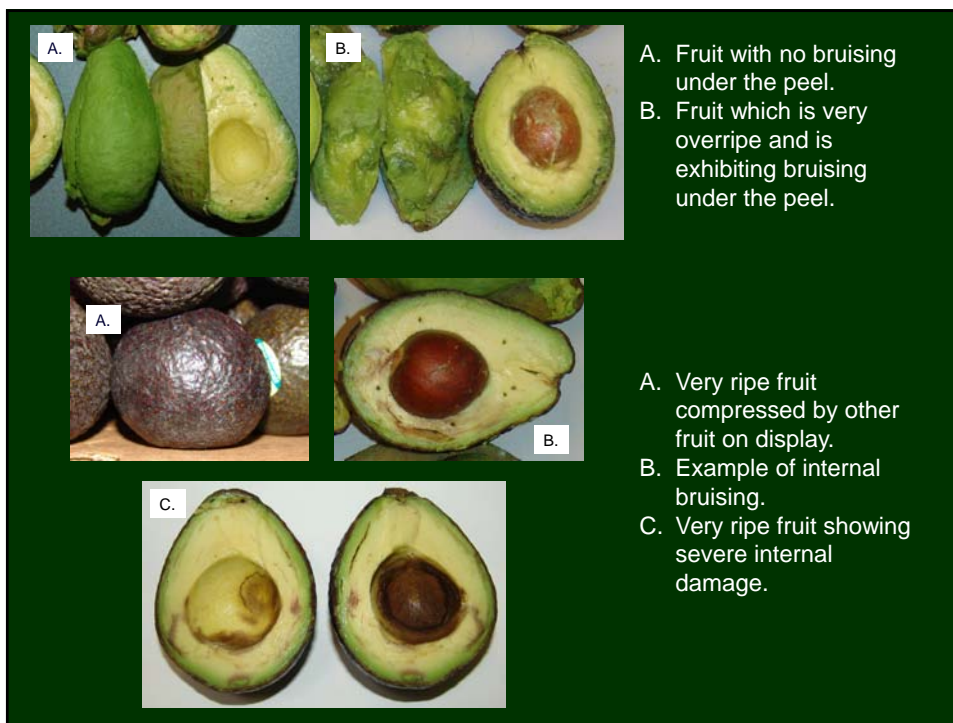 A.
B.
A. Fruit with no bruising
under the peel.
B. Fruit which is very
overripe and is
exhibiting bruising
under the peel.
A.
B.
C.
A. Very ripe fruit
compressed by other
fruit on display.
B. Example of internal
bruising.
C. Very ripe fruit showing
severe internal
damage.